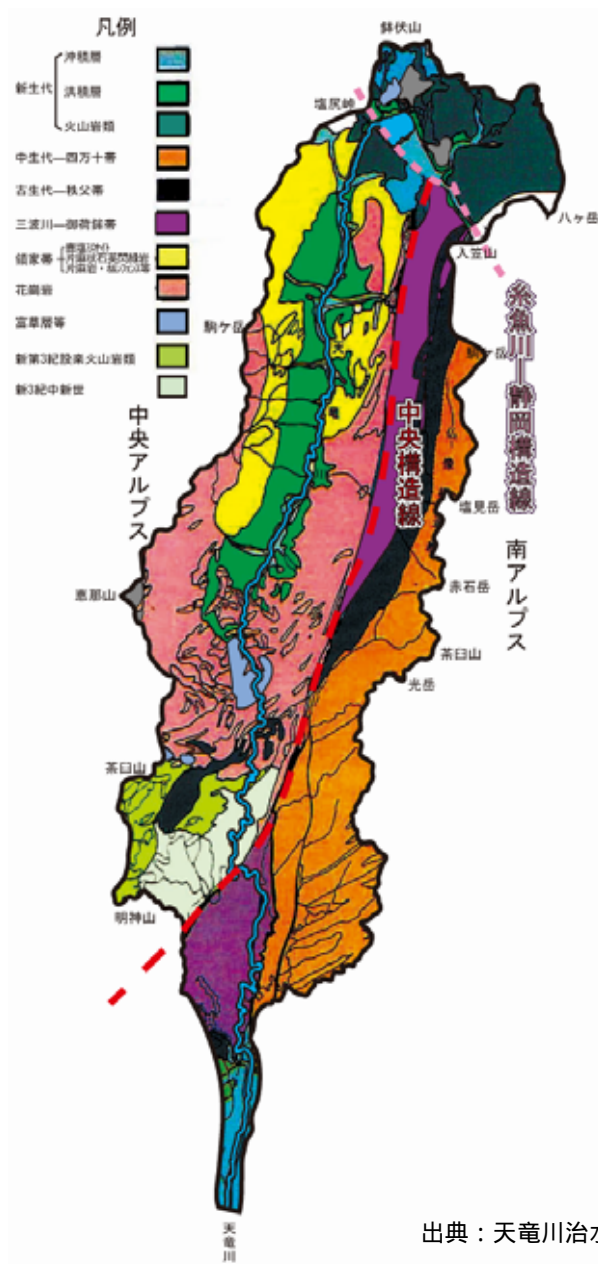 凡例
新生代
沖積層
洪積層
火山岩類
中生代―四万十帯
古生代―秩父帯
三波川―御荷鉾帯
領家帯
花崗岩
富草層等
新第3紀設楽火山岩類
新3紀中新世
鉢伏山
塩尻峠
八ヶ岳
入笠山
糸魚川―静岡構造線
駒ケ岳
駒ケ岳
天
竜
中央構造線
中央アルプス
塩見岳
南アルプス
赤石岳
恵那山
茶臼山
光岳
茶臼山
明神山
天竜川
出典：天竜川治水